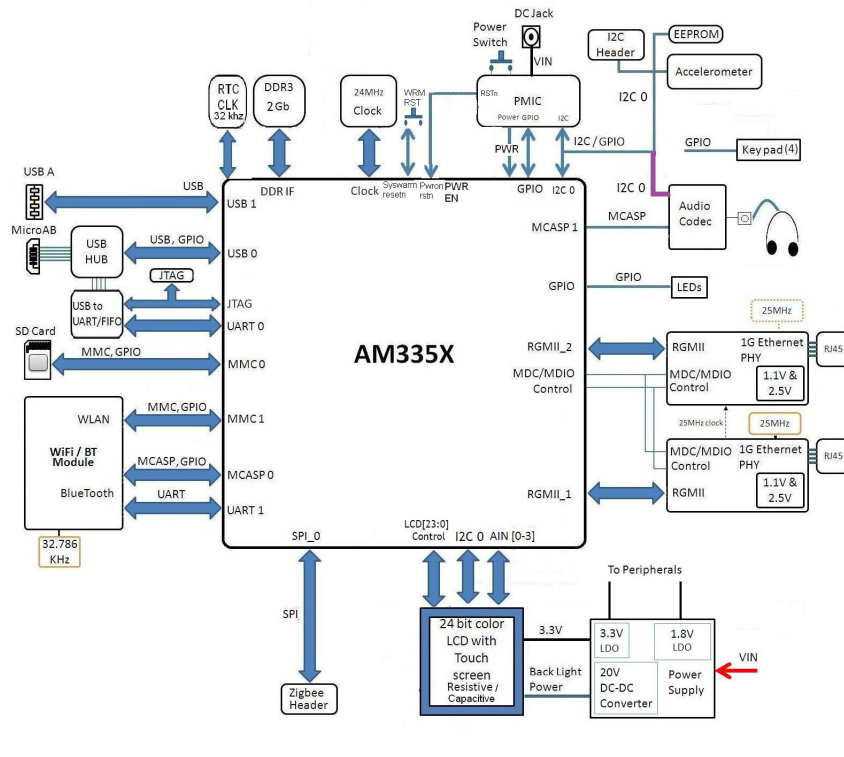 DC Jack
Power
Switch
VIN
I2C
Header
EEPROM
Accelerometer
I2C 0
RTC
CLK
32 khz
DDR3
2Gb
24MHz
Clock
WRM
RST
RSTn
PMIC
Power GPIO
I2C
PWR
I2C /GPIO
GPIO
Key pad (4)
USB A
USB
USB 1
DDR IF
Clock
Syswarm
resetn
Pwron
rstn
PWR
EN
GPIO
I2C 0
I2C 0
Audio
Codec
MCASP
MCASP 1
MicroAB
USB
HUB
USB, GPIO
USB 0
JTAG
USB to
UART/FIFO
JTAG
UART 0
GPIO
GPIO
LEDs
SD Card
MMC, GPIO
MMC 0
AM335X
25MHz
RGMII_2
RGMII
1G Ethernet
PHY
RJ45
MDC/MDIO
Control
MDC/MDIO
Control
1.1V &
2.5V
WLAN
WiFi / BT
Module
BlueTooth
MMC, GPIO
MMC 1
25MHz clock
25MHz
MDC/MDIO
Control
1G Ethernet
PHY
RJ45
MCASP, GPIO
MCASP 0
RGMII_1
RGMII
1.1V &
2.5V
UART
UART 1
32.786
KHz
SPI_0
LCD[23:0]
Control
I2C 0
AIN [0-3]
SPI
To Peripherals
24 bit color
LCD with
Touch
screen
Resistive /
Capacitive
3.3V
3.3V
LDO
1.8V
LDO
VIN
Back Light
Power
20V
DC-DC
Converter
Power
Supply
Zigbee
Header